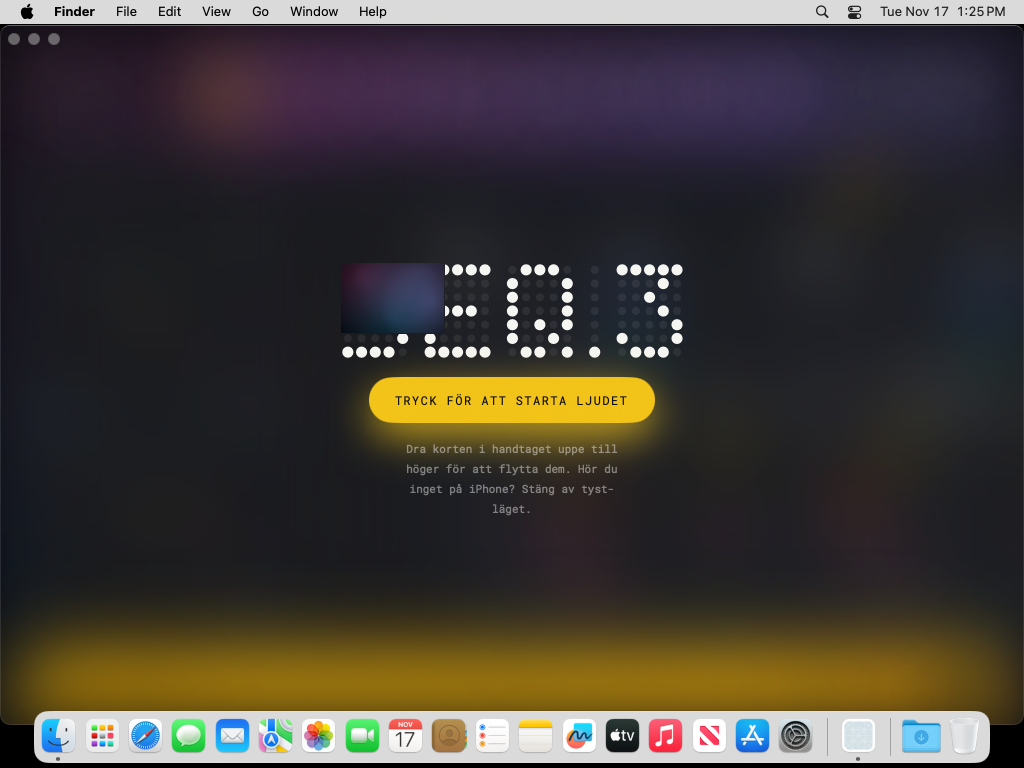 Finder File Edit View Go Window Help Tue Nov 17 1:25 PM
EQ.3
TRYCK FÖR ATT STARTA LJUDET
Dra korten i handtaget uppe till
höger för att flytta dem. Hör du
inget på iPhone? Stäng av tyst-
läget.
NOV
17
tv